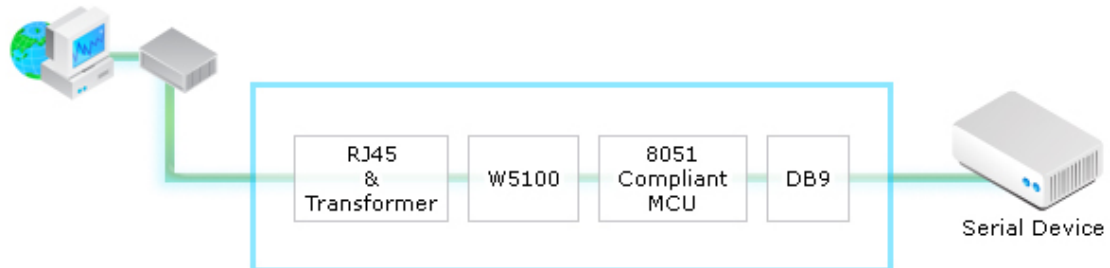 RJ45
&
Transformer
W5100
8051
Compliant
MCU
DB9
Serial Device